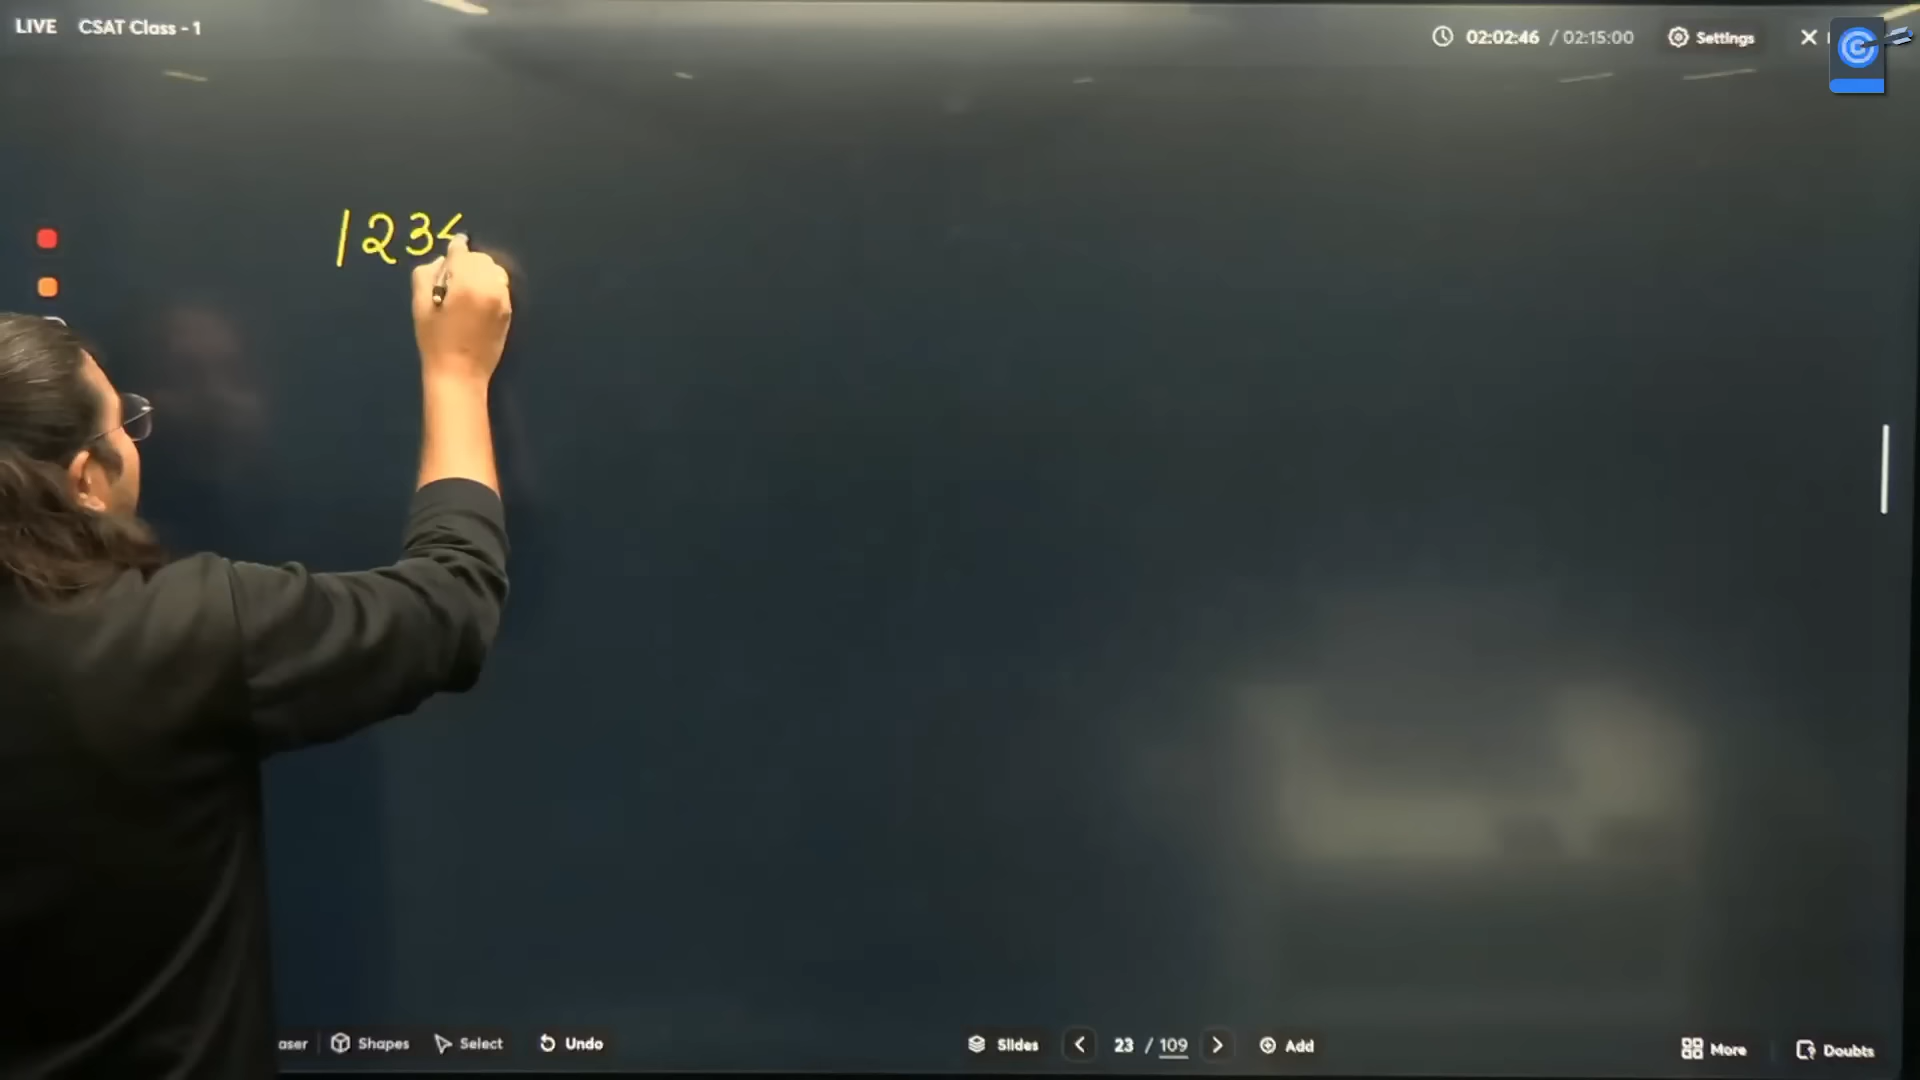 LIVE CSAT Class - 1
02:02:46 / 02:15:00 Settings
123
Shapes Select Undo Slides 23 / 109 Add More Doubts